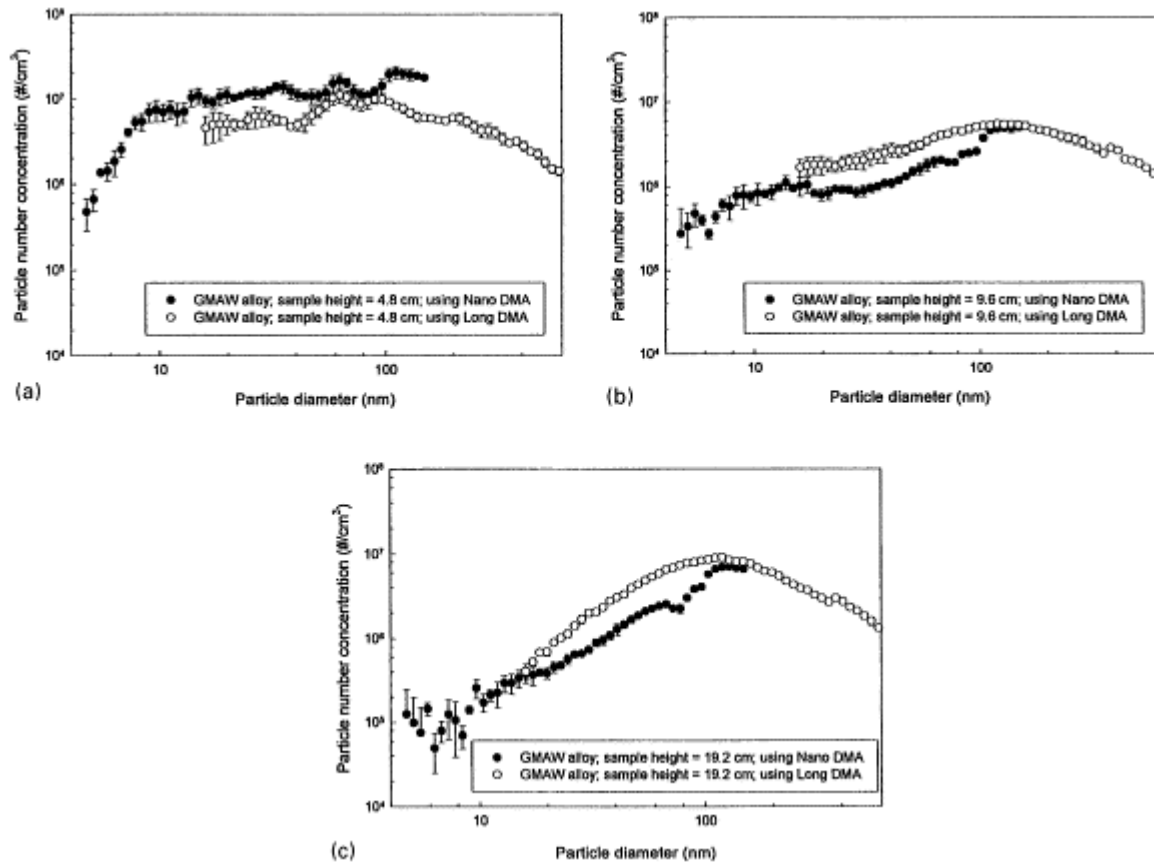 Particle number concentration (#/cm³)
10⁸
10⁷
10⁶
10⁵
10⁴
● GMAW alloy; sample height = 4.8 cm; using Nano DMA
○ GMAW alloy; sample height = 4.8 cm; using Long DMA
10
100
(a)
Particle diameter (nm)
Particle number concentration (#/cm³)
10⁸
10⁷
10⁶
10⁵
10⁴
● GMAW alloy; sample height = 9.6 cm; using Nano DMA
○ GMAW alloy; sample height = 9.6 cm; using Long DMA
10
100
(b)
Particle diameter (nm)
Particle number concentration (#/cm³)
10⁸
10⁷
10⁶
10⁵
10⁴
● GMAW alloy; sample height = 19.2 cm; using Nano DMA
○ GMAW alloy; sample height = 19.2 cm; using Long DMA
10
100
(c)
Particle diameter (nm)